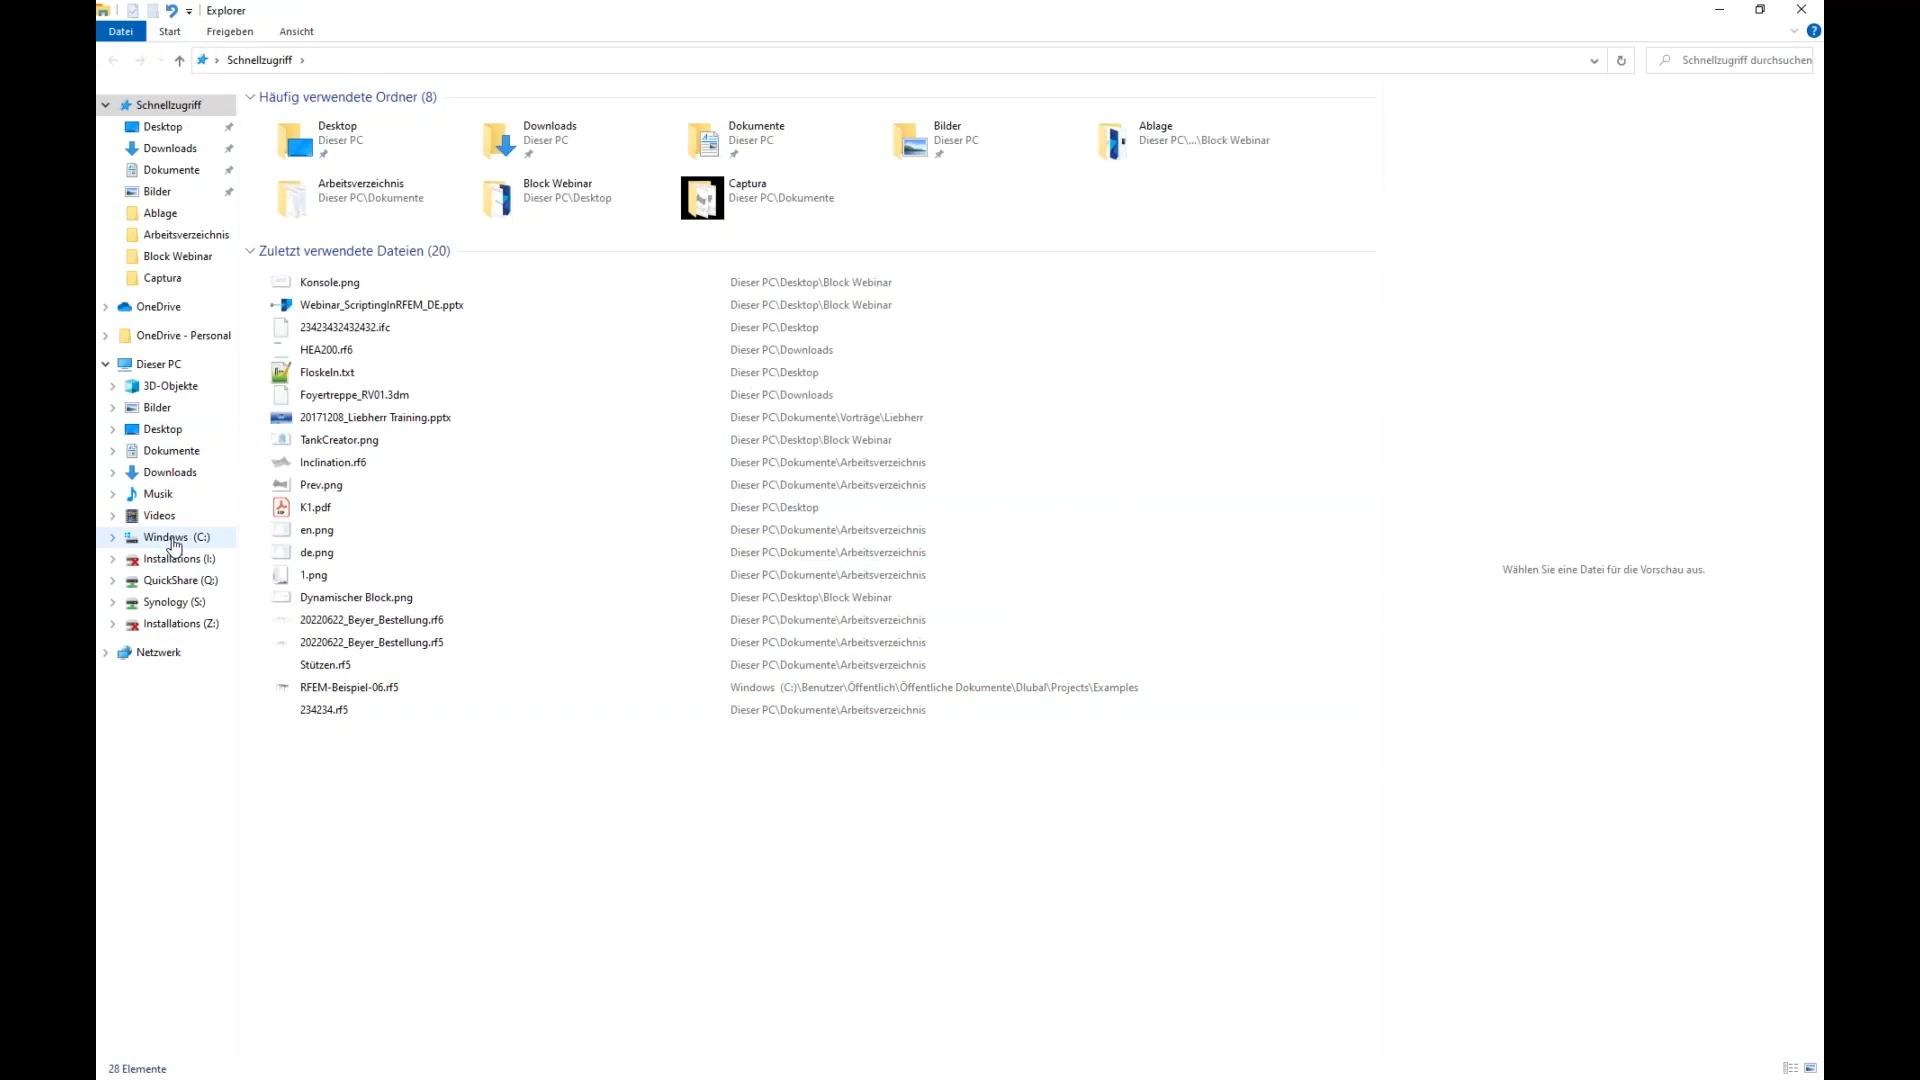 Explorer
Datei Start Freigeben Ansicht
Schnellzugriff
Schnellzugriff durchsuchen
Schnellzugriff
Desktop
Downloads
Dokumente
Bilder
Ablage
Arbeitsverzeichnis
Block Webinar
Captura
OneDrive
OneDrive - Personal
Dieser PC
3D-Objekte
Bilder
Desktop
Dokumente
Downloads
Musik
Videos
Windows (C:)
Installations (I:)
QuickShare (Q:)
Synology (S:)
Installations (Z:)
Netzwerk
Häufig verwendete Ordner (8)
Desktop
Dieser PC
Downloads
Dieser PC
Dokumente
Dieser PC
Bilder
Dieser PC
Ablage
Dieser PC\...\Block Webinar
Arbeitsverzeichnis
Dieser PC\Dokumente
Block Webinar
Dieser PC\Desktop
Captura
Dieser PC\Dokumente
Zuletzt verwendete Dateien (20)
Konsole.png Dieser PC\Desktop\Block Webinar
Webinar_ScriptingInRFEM_DE.pptx Dieser PC\Desktop\Block Webinar
23423432432432.ifc Dieser PC\Desktop
HEA200.rf6 Dieser PC\Downloads
Floskeln.txt Dieser PC\Desktop
Foyertreppe_RV01.3dm Dieser PC\Downloads
20171208_Liebherr Training.pptx Dieser PC\Dokumente\Vorträge\Liebherr
TankCreator.png Dieser PC\Desktop\Block Webinar
Inclination.rf6 Dieser PC\Dokumente\Arbeitsverzeichnis
Prev.png Dieser PC\Dokumente\Arbeitsverzeichnis
K1.pdf Dieser PC\Desktop
en.png Dieser PC\Dokumente\Arbeitsverzeichnis
de.png Dieser PC\Dokumente\Arbeitsverzeichnis
1.png Dieser PC\Dokumente\Arbeitsverzeichnis
Dynamischer Block.png Dieser PC\Desktop\Block Webinar
20220622_Beyer_Bestellung.rf6 Dieser PC\Dokumente\Arbeitsverzeichnis
20220622_Beyer_Bestellung.rf5 Dieser PC\Dokumente\Arbeitsverzeichnis
Stützen.rf5 Dieser PC\Dokumente\Arbeitsverzeichnis
RFEM-Beispiel-06.rf5 Windows (C:)\Benutzer\Öffentlich\Öffentliche Dokumente\Dlubal\Projects\Examples
234234.rf5 Dieser PC\Dokumente\Arbeitsverzeichnis
Wählen Sie eine Datei für die Vorschau aus.
28 Elemente